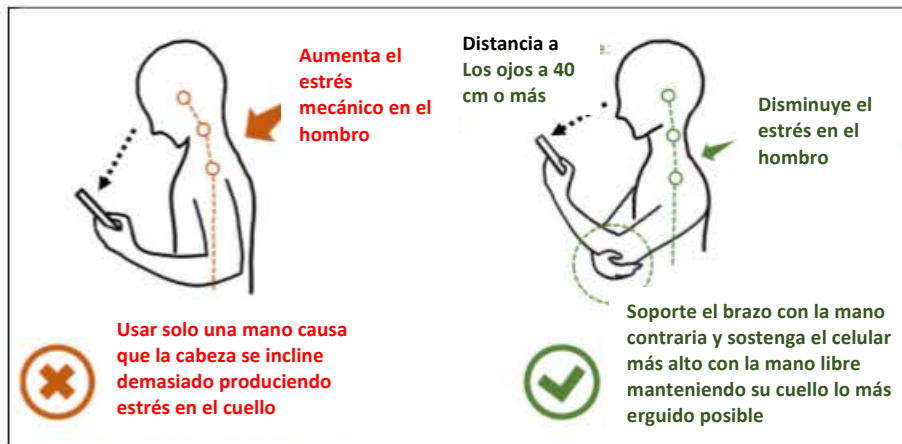 Aumenta el
estrés
mecánico en el
hombro
Usar solo una mano causa
que la cabeza se incline
demasiado produciendo
estrés en el cuello
Distancia a
Los ojos a 40
cm o más
Disminuye el
estrés en el
hombro
Soporte el brazo con la mano
contraria y sostenga el celular
más alto con la mano libre
manteniendo su cuello lo más
erguido posible